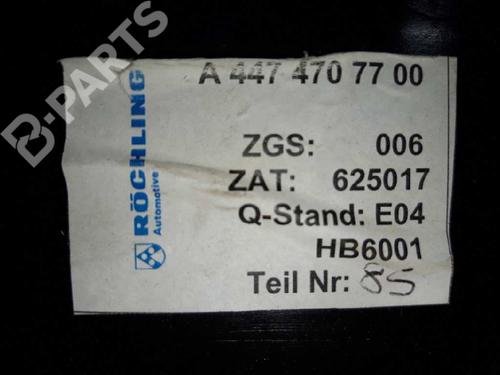 B-PARTS
RÖCHLING
Automotive
A 447 470 77 00
ZGS: 006
ZAT: 625017
Q-Stand: E04
HB6001
Teil Nr: 85